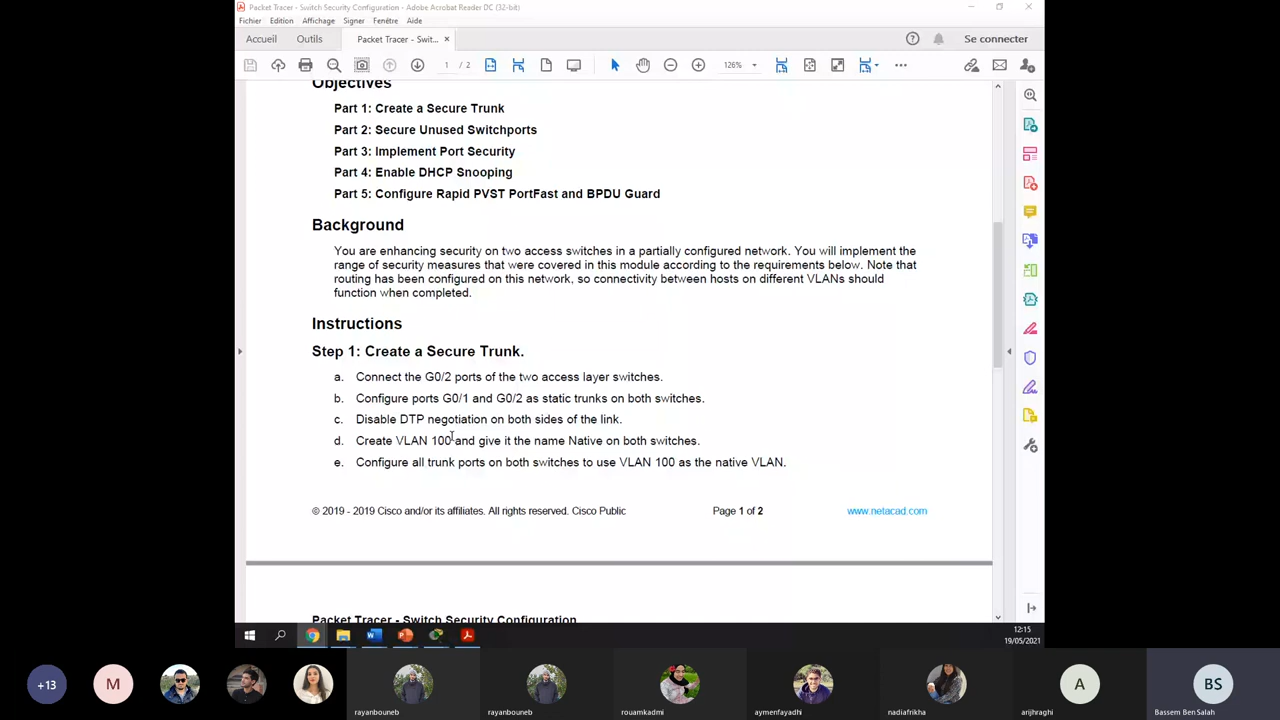 Packet Tracer - Switch Security Configuration - Adobe Acrobat Reader DC (32-bit)
Fichier Edition Affichage Signer Fenêtre Aide
Accueil Outils Packet Tracer - Swit... × Se connecter
1 / 2 126%
Objectives
Part 1: Create a Secure Trunk
Part 2: Secure Unused Switchports
Part 3: Implement Port Security
Part 4: Enable DHCP Snooping
Part 5: Configure Rapid PVST PortFast and BPDU Guard
Background
You are enhancing security on two access switches in a partially configured network. You will implement the
range of security measures that were covered in this module according to the requirements below. Note that
routing has been configured on this network, so connectivity between hosts on different VLANs should
function when completed.
Instructions
Step 1: Create a Secure Trunk.
a. Connect the G0/2 ports of the two access layer switches.
b. Configure ports G0/1 and G0/2 as static trunks on both switches.
c. Disable DTP negotiation on both sides of the link.
d. Create VLAN 100 and give it the name Native on both switches.
e. Configure all trunk ports on both switches to use VLAN 100 as the native VLAN.
© 2019 - 2019 Cisco and/or its affiliates. All rights reserved. Cisco Public Page 1 of 2 www.netacad.com
Packet Tracer - Switch Security Configuration
12:15
19/05/2021
+13 M A BS
rayanbouneb rayanbouneb rouamkadmi aymenfayadhi nadiafrikha arijhraghi Bassem Ben Salah